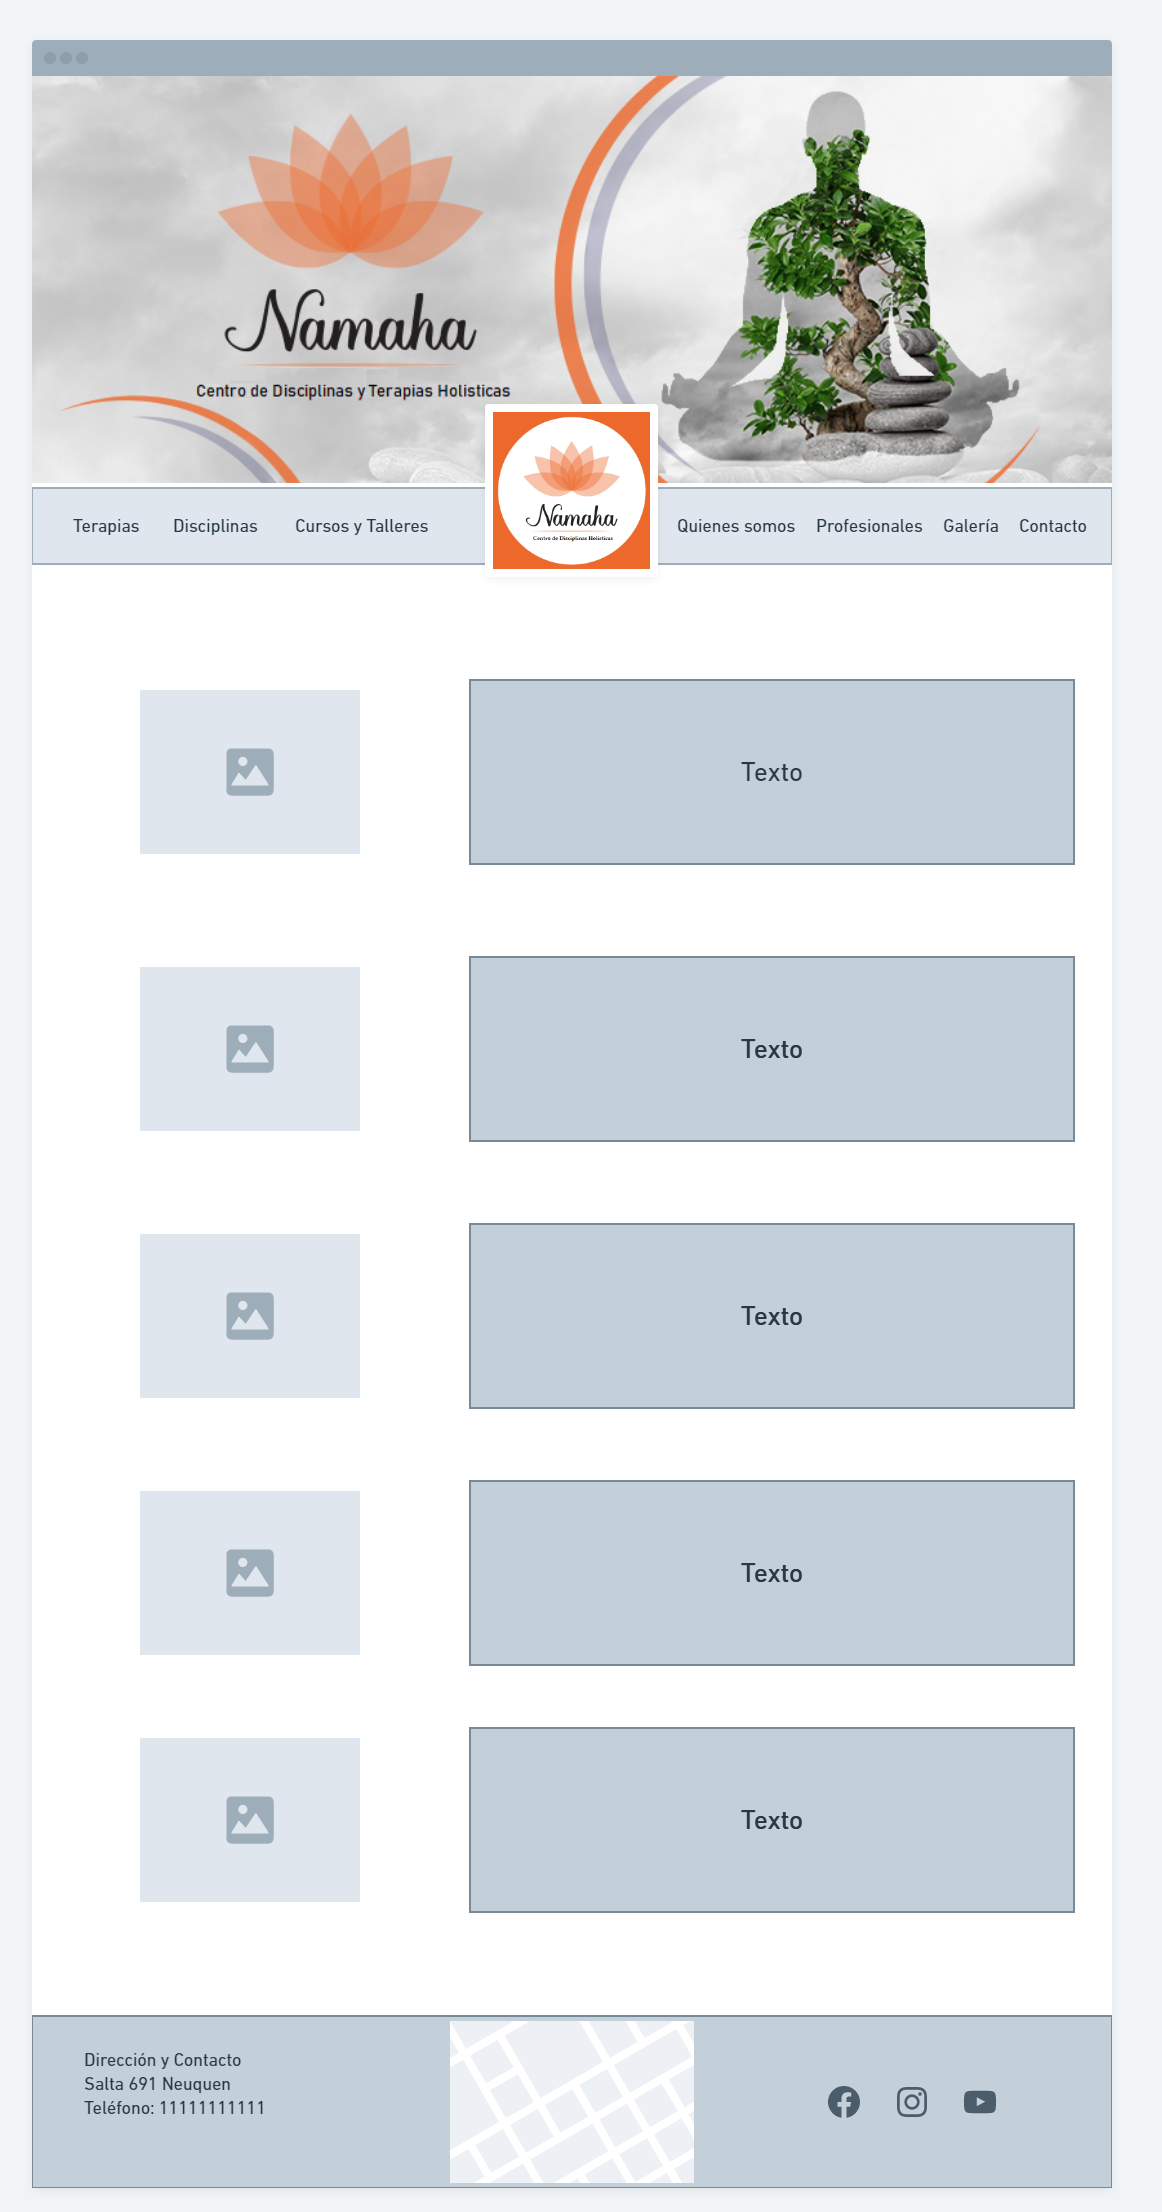 Namaha
Centro de Disciplinas y Terapias Holisticas
Terapias Disciplinas Cursos y Talleres
Namaha
Centro de Disciplinas Holisticas
Quienes somos Profesionales Galería Contacto
Texto
Texto
Texto
Texto
Texto
Dirección y Contacto
Salta 691 Neuquen
Teléfono: 11111111111